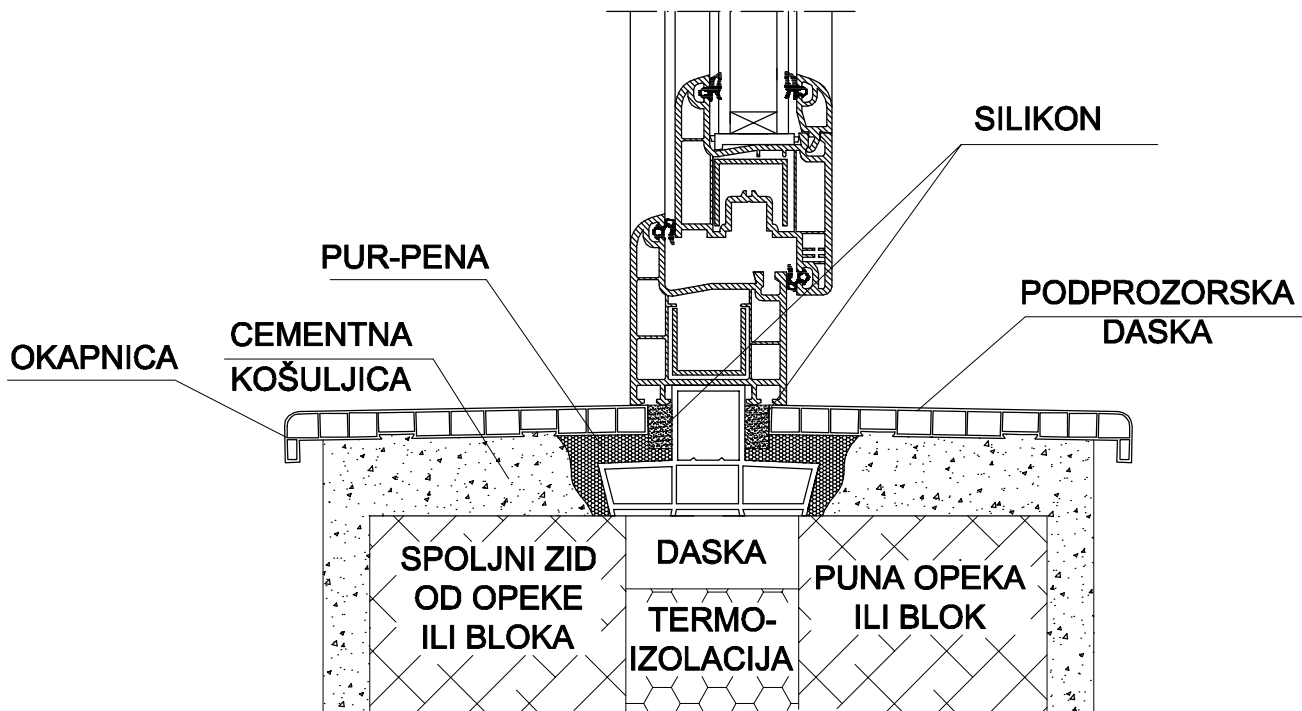 SILIKON
PUR-PENA
PODPROZORSKA
DASKA
CEMENTNA
KOŠULJICA
OKAPNICA
SPOLJNI ZID
OD OPEKE
ILI BLOKA
DASKA
TERMO-
IZOLACIJA
PUNA OPEKA
ILI BLOK